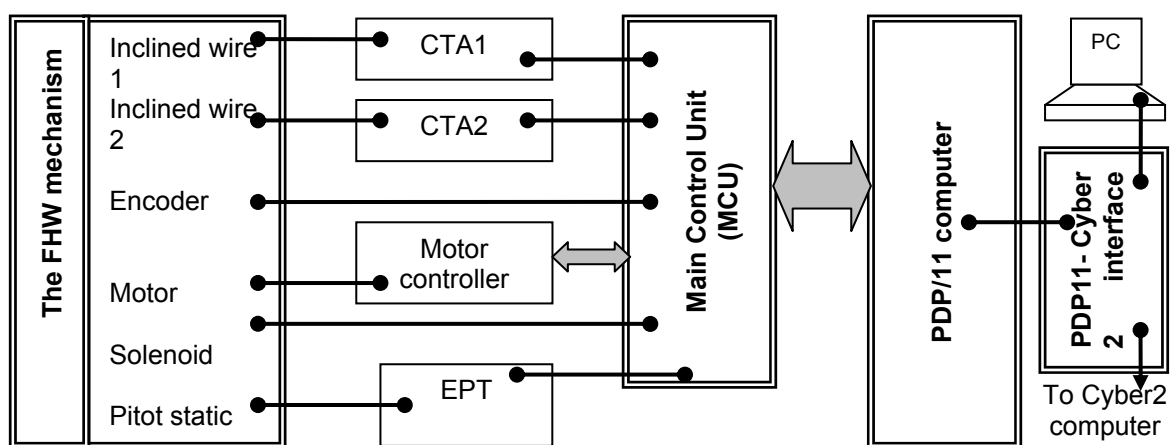 The FHW mechanism
Inclined wire
1
Inclined wire
2
Encoder
Motor
Solenoid
Pitot static
CTA1
CTA2
Motor
controller
EPT
Main Control Unit
(MCU)
PDP/11 computer
PC
PDP11- Cyber
interface
2
To Cyber2
computer